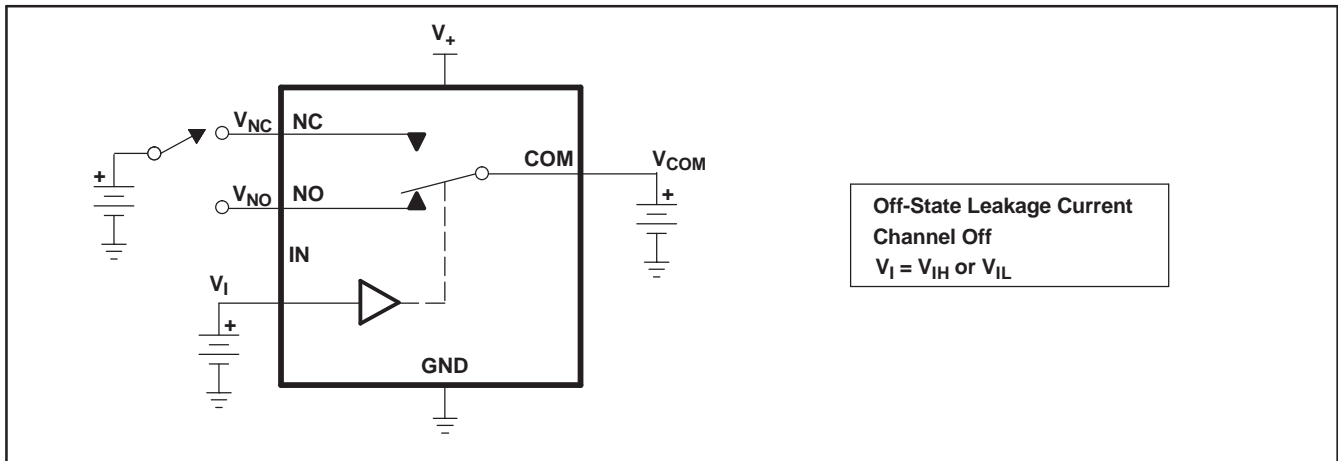 V+
VNC NC
+
COM VCOM
VNO NO
+
IN
VI
+
GND
Off-State Leakage Current
Channel Off
VI = VIH or VIL